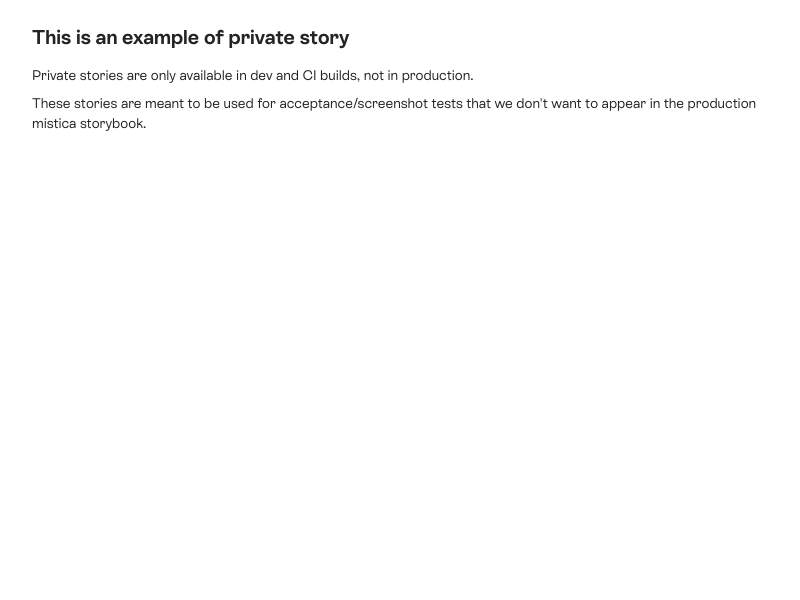 This is an example of private story
Private stories are only available in dev and CI builds, not in production.
These stories are meant to be used for acceptance/screenshot tests that we don't want to appear in the production
mistica storybook.